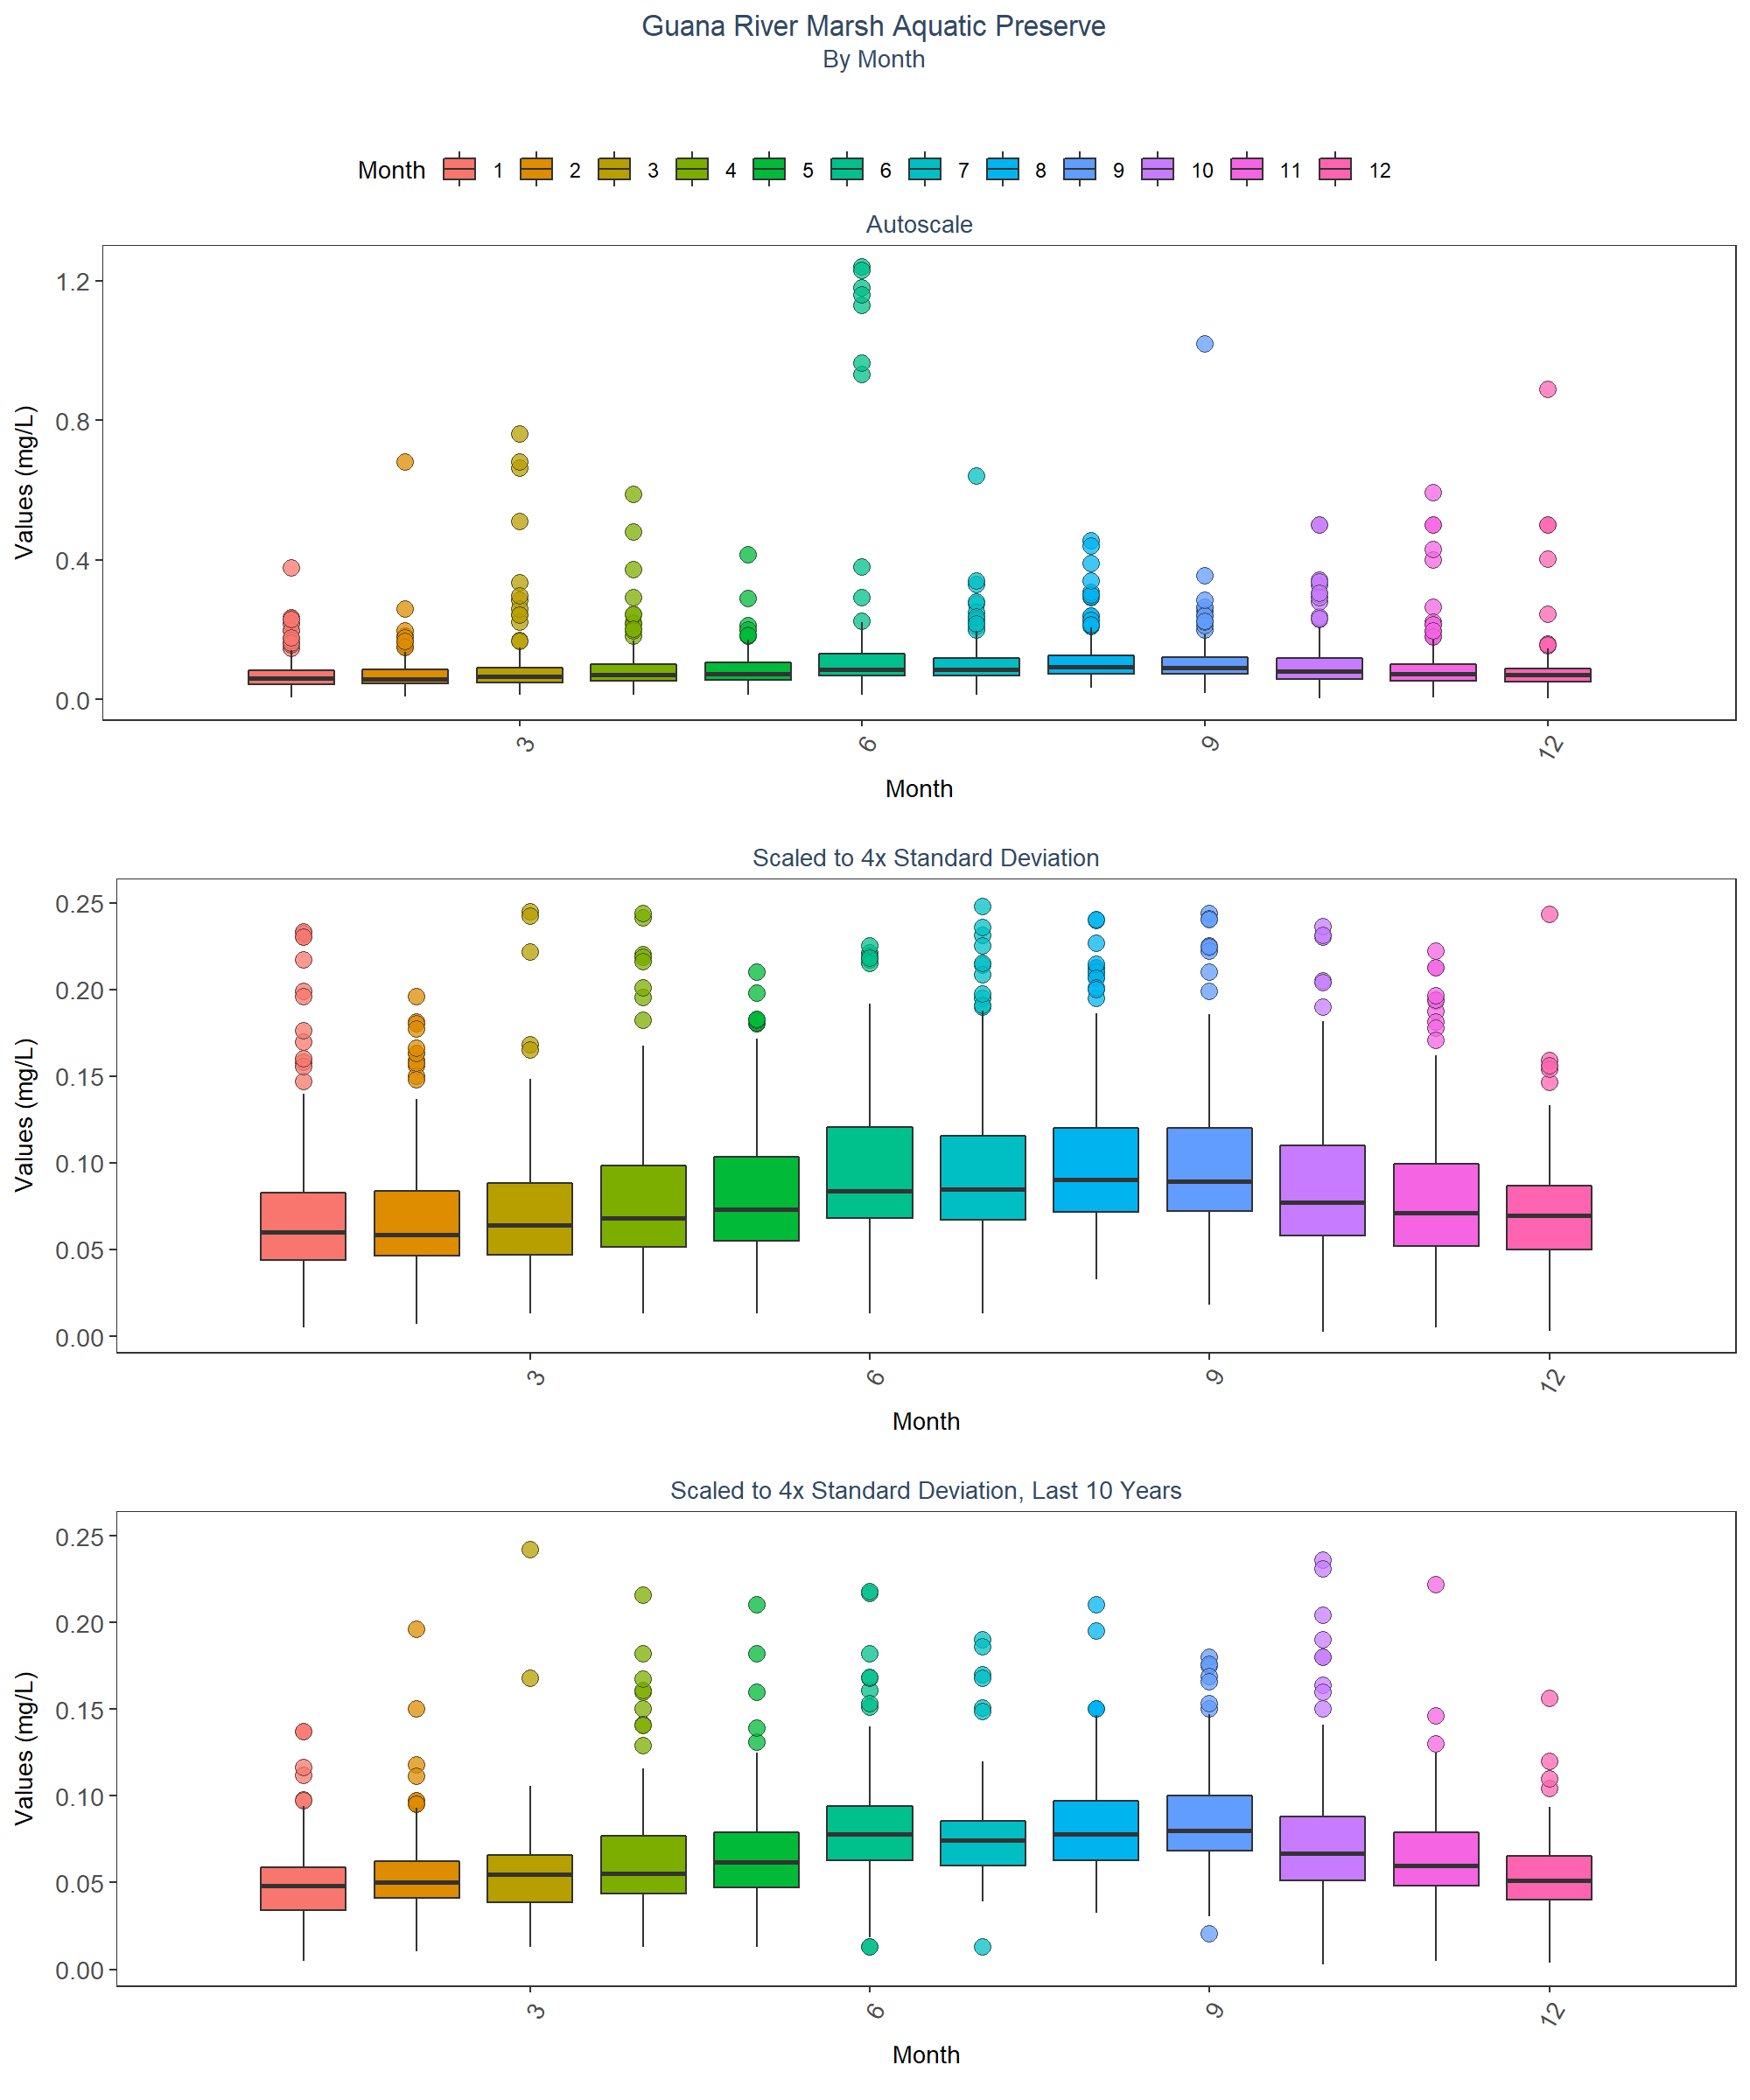 Guana River Marsh Aquatic Preserve
By Month
Month 1 2 3 4 5 6 7 8 9 10 11 12
Autoscale
Values (mg/L)
1.2
0.8
0.4
0.0
3 6 9 12
Month
Scaled to 4x Standard Deviation
Values (mg/L)
0.25
0.20
0.15
0.10
0.05
0.00
3 6 9 12
Month
Scaled to 4x Standard Deviation, Last 10 Years
Values (mg/L)
0.25
0.20
0.15
0.10
0.05
0.00
3 6 9 12
Month